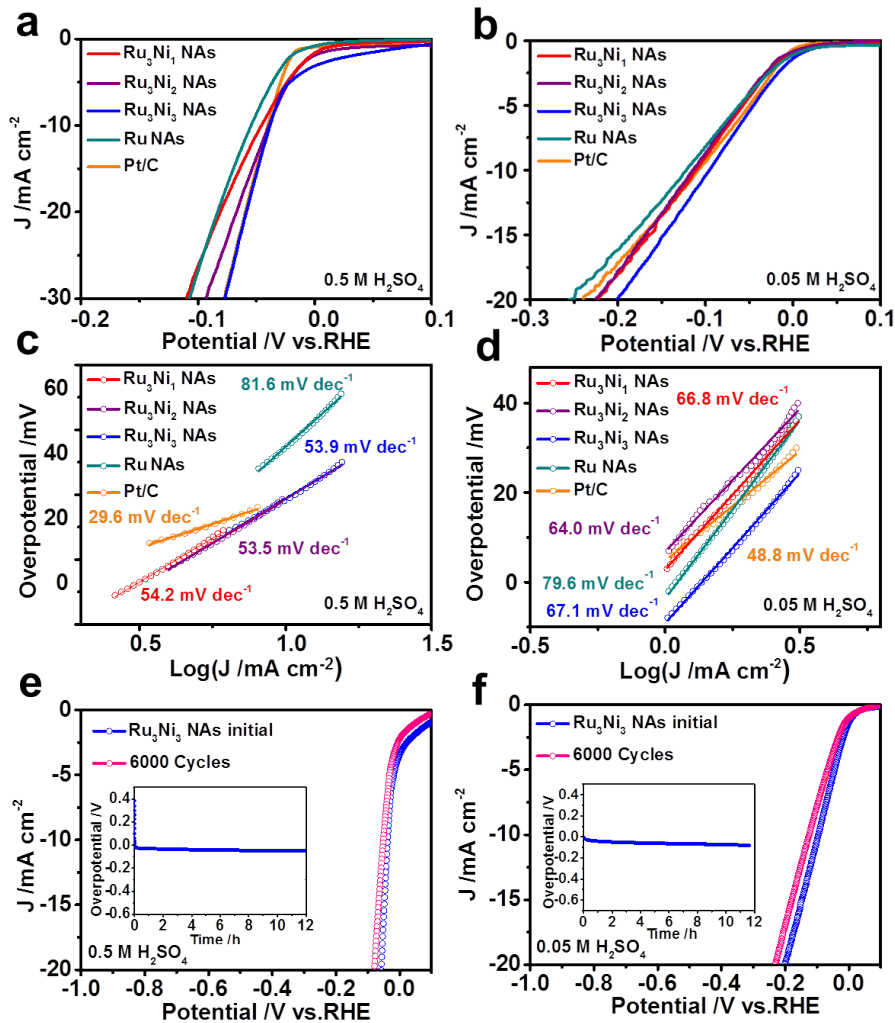 a
J /mA cm⁻²
0
-10
-20
-30
Ru₃Ni₁ NAs
Ru₃Ni₂ NAs
Ru₃Ni₃ NAs
Ru NAs
Pt/C
0.5 M H₂SO₄
-0.2 -0.1 0.0 0.1
Potential /V vs.RHE
b
J /mA cm⁻²
0
-5
-10
-15
-20
Ru₃Ni₁ NAs
Ru₃Ni₂ NAs
Ru₃Ni₃ NAs
Ru NAs
Pt/C
0.05 M H₂SO₄
-0.3 -0.2 -0.1 0.0 0.1
Potential /V vs.RHE
c
Overpotential /mV
60
40
20
0
Ru₃Ni₁ NAs
Ru₃Ni₂ NAs
Ru₃Ni₃ NAs
Ru NAs
Pt/C
81.6 mV dec⁻¹
53.9 mV dec⁻¹
29.6 mV dec⁻¹
53.5 mV dec⁻¹
54.2 mV dec⁻¹
0.5 M H₂SO₄
0.5 1.0 1.5
Log(J /mA cm⁻²)
d
Overpotential /mV
40
20
0
Ru₃Ni₁ NAs
Ru₃Ni₂ NAs
Ru₃Ni₃ NAs
Ru NAs
Pt/C
66.8 mV dec⁻¹
64.0 mV dec⁻¹
48.8 mV dec⁻¹
79.6 mV dec⁻¹
67.1 mV dec⁻¹
0.05 M H₂SO₄
-0.5 0.0 0.5
Log(J /mA cm⁻²)
e
J /mA cm⁻²
0
-5
-10
-15
-20
Ru₃Ni₃ NAs initial
6000 Cycles
Overpotential /V
0.4
0.2
0.0
-0.2
-0.4
-0.6
0 2 4 6 8 10 12
Time /h
0.5 M H₂SO₄
-1.0 -0.8 -0.6 -0.4 -0.2 0.0
Potential /V vs.RHE
f
J /mA cm⁻²
0
-5
-10
-15
-20
Ru₃Ni₃ NAs initial
6000 Cycles
Overpotential /V
0.4
0.2
0.0
-0.2
-0.4
-0.6
0 2 4 6 8 10 12
Time /h
0.05 M H₂SO₄
-1.0 -0.8 -0.6 -0.4 -0.2 0.0
Potential /V vs.RHE